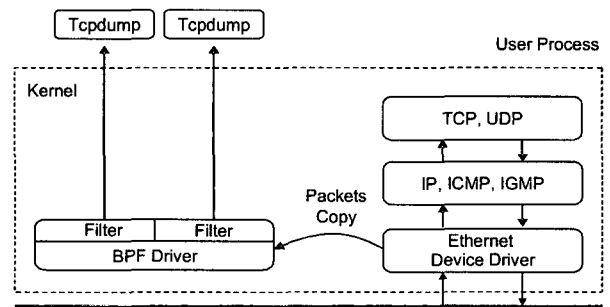 Tcpdump
Tcpdump
User Process
Kernel
TCP, UDP
IP, ICMP, IGMP
Packets
Copy
Filter
Filter
BPF Driver
Ethernet
Device Driver